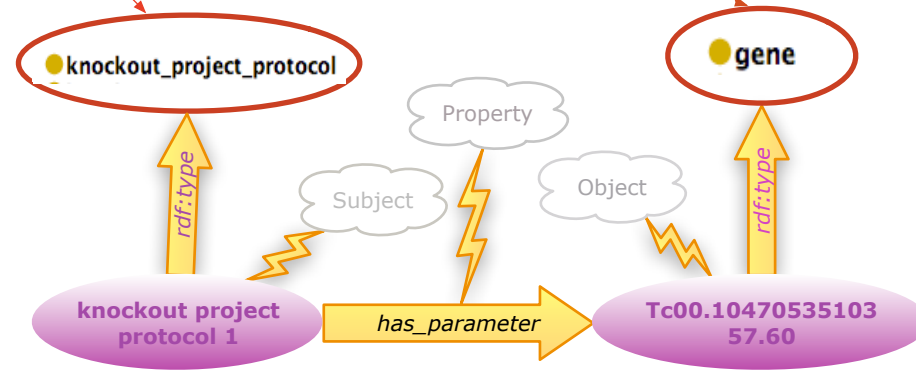 knockout_project_protocol
gene
Property
rdf:type
Subject
Object
rdf:type
knockout project
protocol 1
has_parameter
Tc00.10470535103
57.60